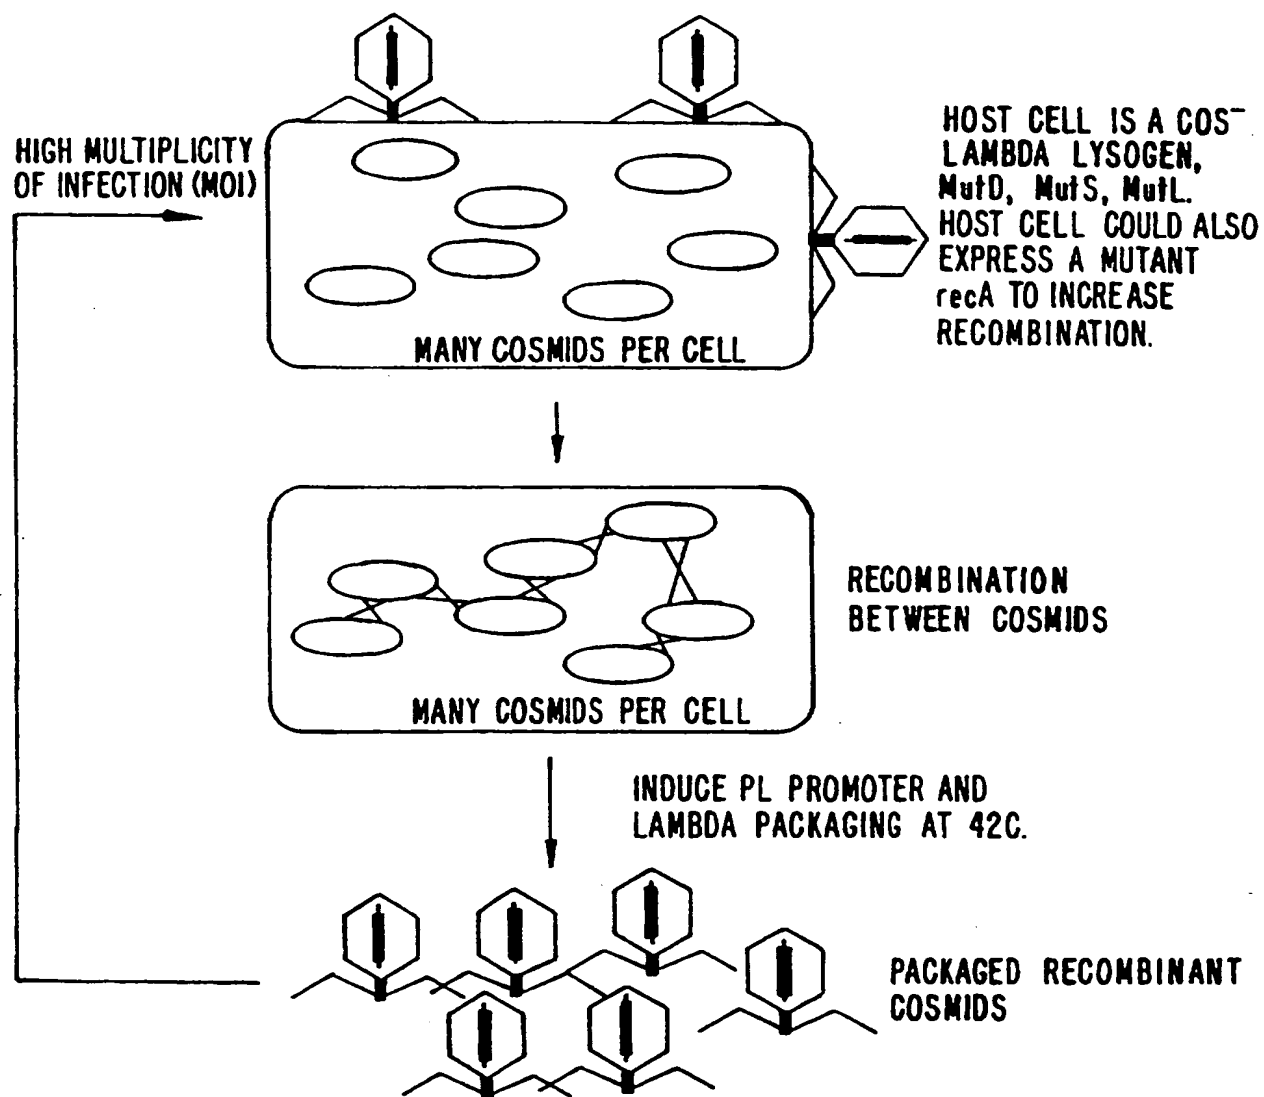 HIGH MULTIPLICITY
OF INFECTION (MOI)
HOST CELL IS A COS⁻
LAMBDA LYSOGEN,
MutD, MutS, MutL.
HOST CELL COULD ALSO
EXPRESS A MUTANT
recA TO INCREASE
RECOMBINATION.
MANY COSMIDS PER CELL
RECOMBINATION
BETWEEN COSMIDS
MANY COSMIDS PER CELL
INDUCE PL PROMOTER AND
LAMBDA PACKAGING AT 42C.
PACKAGED RECOMBINANT
COSMIDS